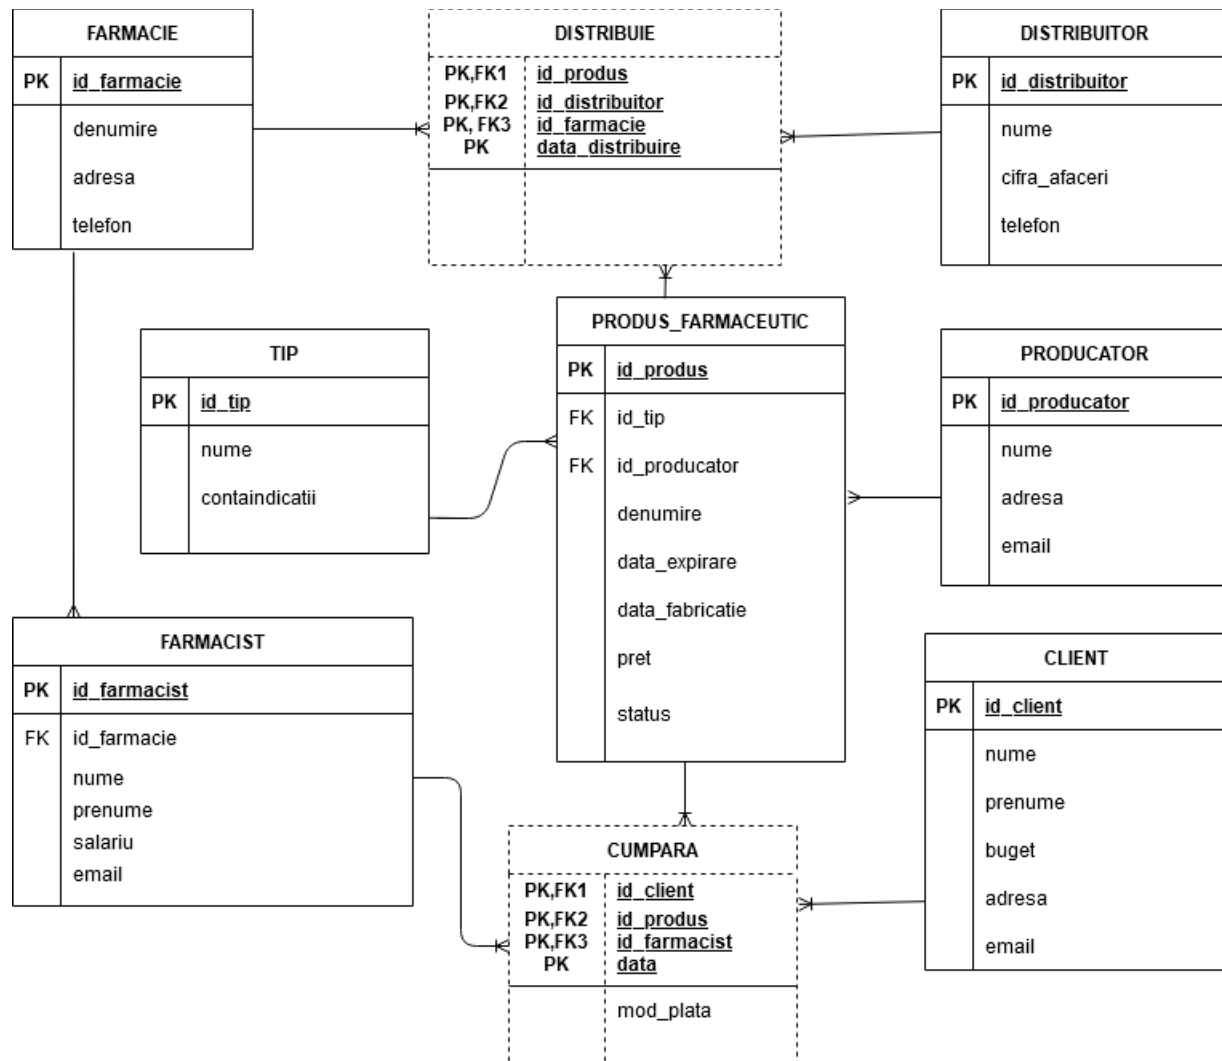 FARMACIE
PK id_farmacie
denumire
adresa
telefon
DISTRIBUIE
PK,FK1 id_produs
PK,FK2 id_distribuitor
PK, FK3 id_farmacie
PK data_distribuire
DISTRIBUITOR
PK id_distribuitor
nume
cifra_afaceri
telefon
TIP
PK id_tip
nume
containdicatii
PRODUS_FARMACEUTIC
PK id_produs
FK id_tip
FK id_producator
denumire
data_expirare
data_fabricatie
pret
status
PRODUCATOR
PK id_producator
nume
adresa
email
FARMACIST
PK id_farmacist
FK id_farmacie
nume
prenume
salariu
email
CUMPARA
PK,FK1 id_client
PK,FK2 id_produs
PK,FK3 id_farmacist
PK data
mod_plata
CLIENT
PK id_client
nume
prenume
buget
adresa
email